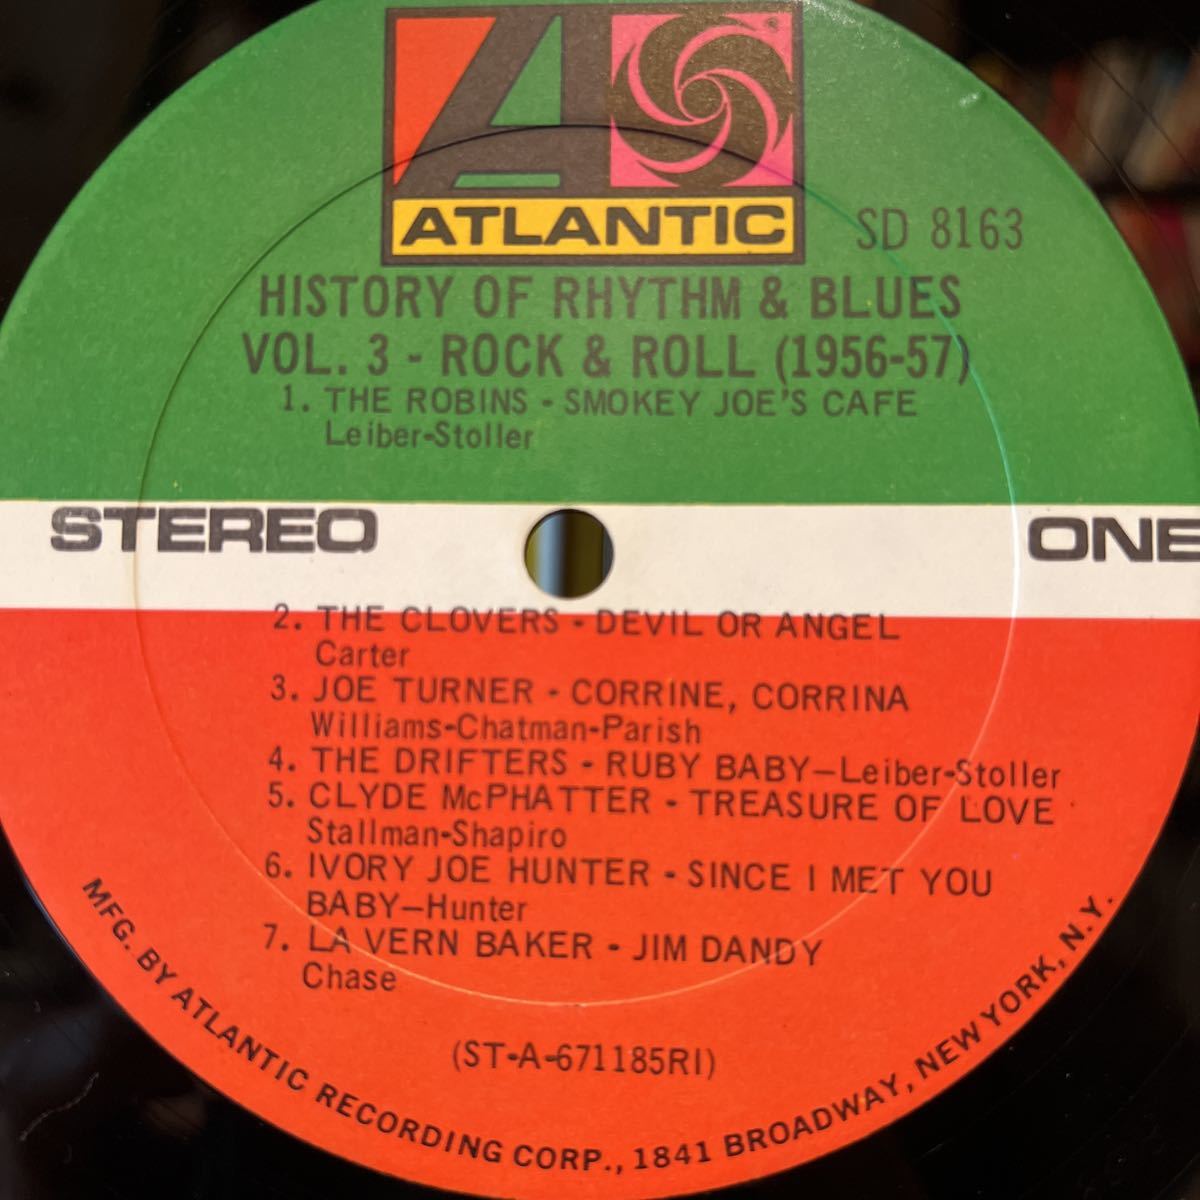 ATLANTIC
SD 8163
HISTORY OF RHYTHM & BLUES
VOL. 3 - ROCK & ROLL (1956-57)
1. THE ROBINS - SMOKEY JOE'S CAFE
Leiber-Stoller
STEREO
ONE
2. THE CLOVERS - DEVIL OR ANGEL
Carter
3. JOE TURNER - CORRINE, CORRINA
Williams-Chatman-Parish
4. THE DRIFTERS - RUBY BABY—Leiber-Stoller
5. CLYDE McPHATTER - TREASURE OF LOVE
Stallman-Shapiro
6. IVORY JOE HUNTER - SINCE I MET YOU
BABY—Hunter
7. LA VERN BAKER - JIM DANDY
Chase
(ST-A-671185RI)
MFG. BY ATLANTIC RECORDING CORP., 1841 BROADWAY, NEW YORK, N.Y.